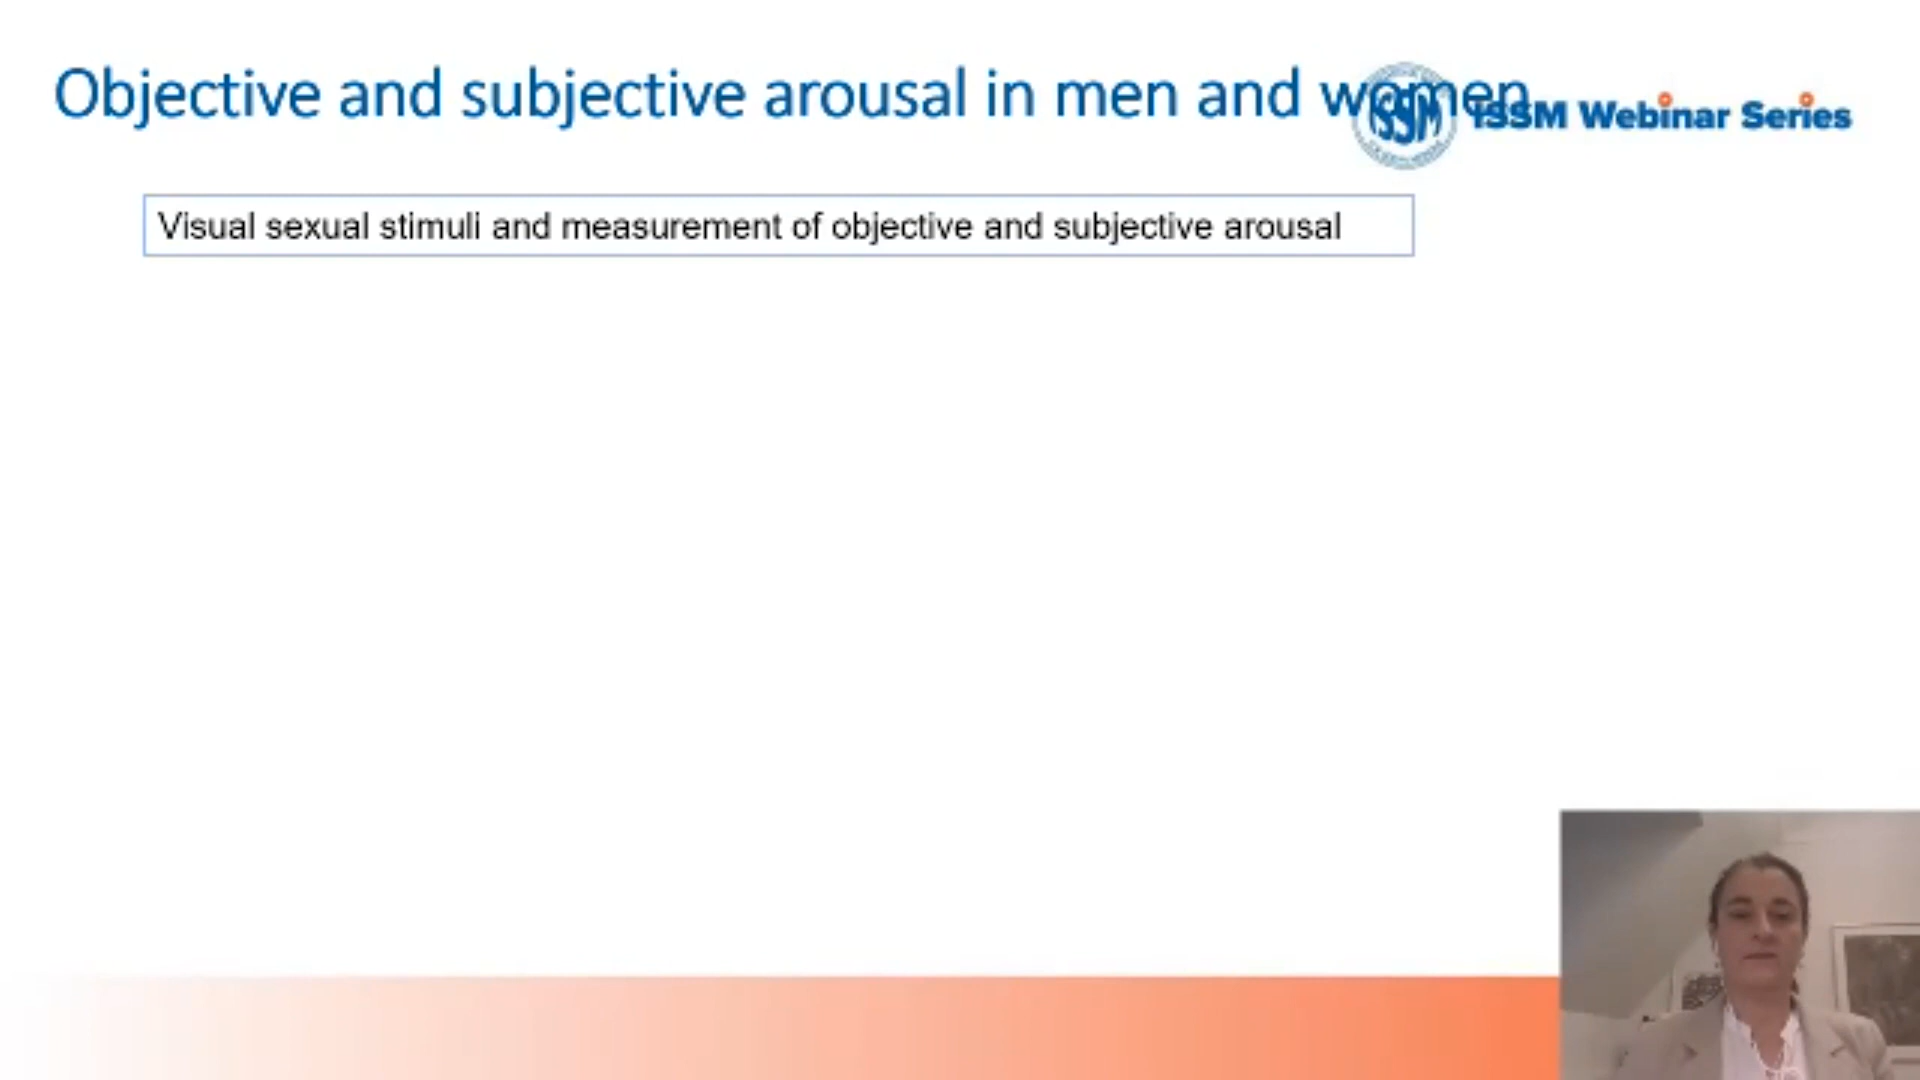 Objective and subjective arousal in men and women
ISSM
ISSM Webinar Series
Visual sexual stimuli and measurement of objective and subjective arousal